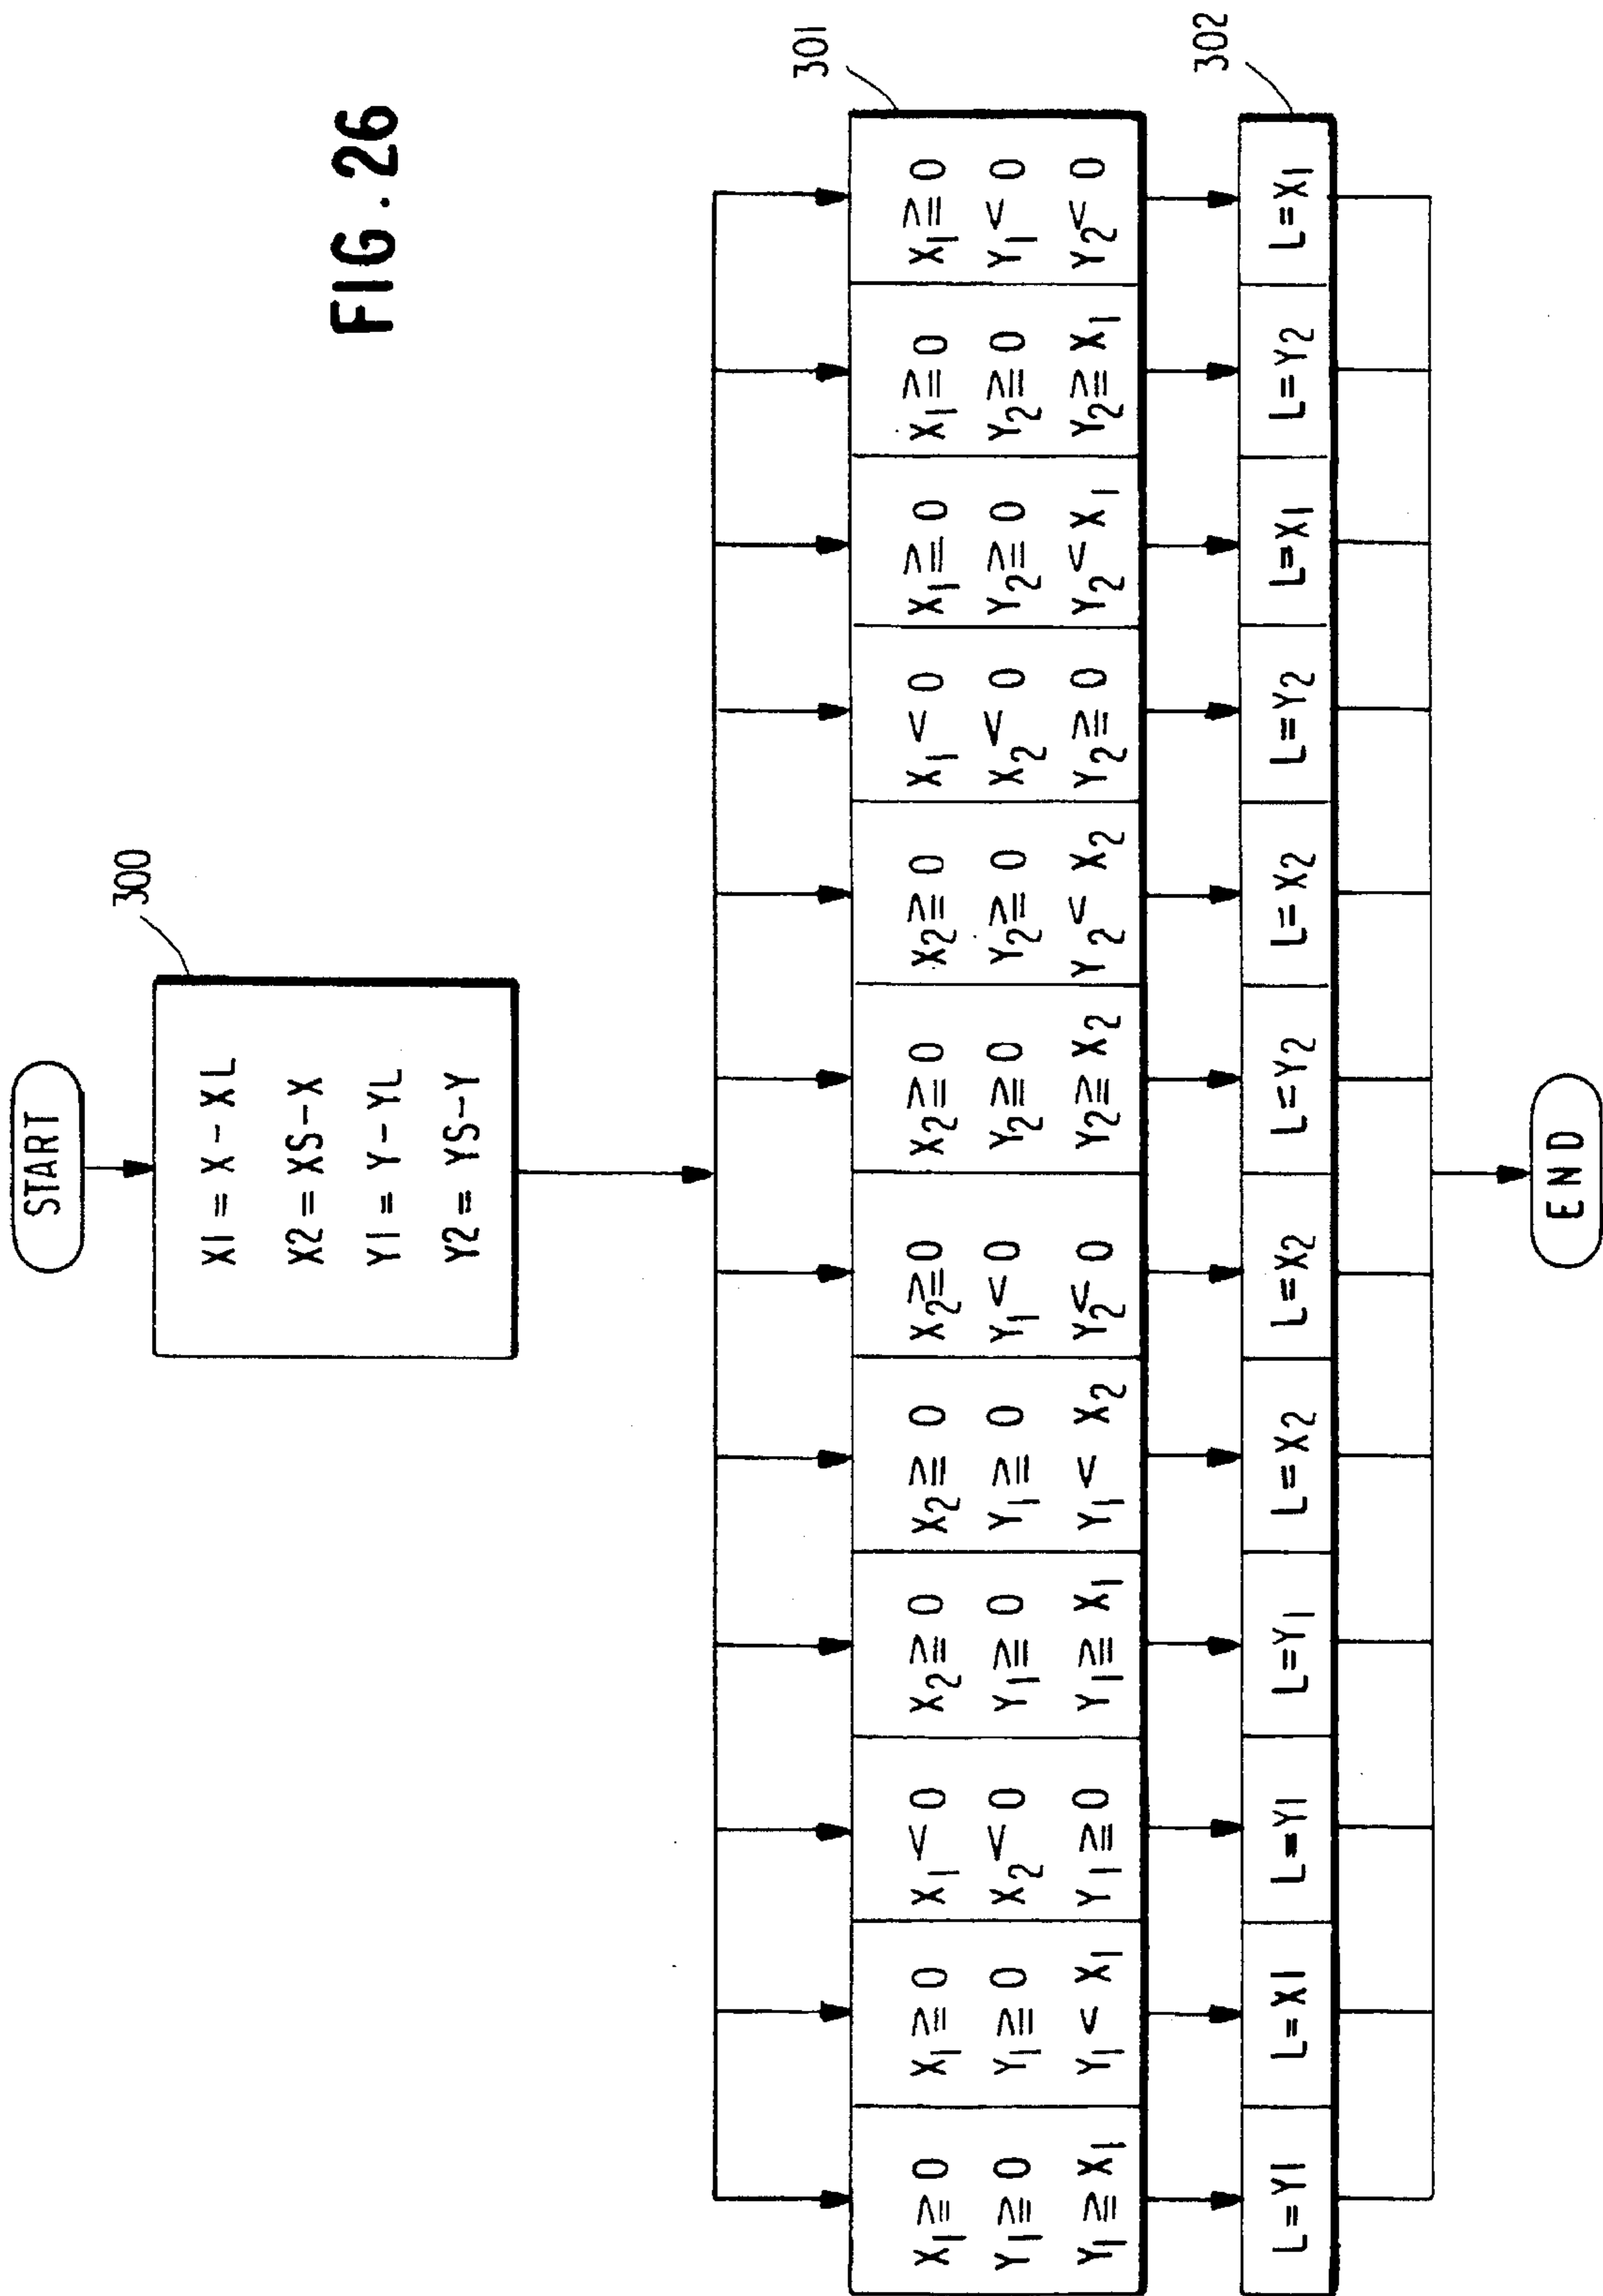 FIG. 26
START
300
X1 = X - XL
X2 = XS - X
Y1 = Y - YL
Y2 = YS - Y
301
X1 ≧ 0
Y1 ≧ 0
Y1 ≧ X1
X1 ≧ 0
Y1 ≧ 0
Y1 < X1
X1 < 0
X2 < 0
Y1 ≧ 0
X2 ≧ 0
Y1 ≧ 0
Y1 ≧ X1
X2 ≧ 0
Y1 ≧ 0
Y1 < X2
X2 ≧ 0
Y1 < 0
Y2 < 0
X2 ≧ 0
Y2 ≧ 0
Y2 ≧ X2
X2 ≧ 0
Y2 ≧ 0
Y2 < X2
X1 < 0
X2 < 0
Y2 ≧ 0
X1 ≧ 0
Y2 ≧ 0
Y2 < X1
X1 ≧ 0
Y2 ≧ 0
Y2 ≧ X1
X1 ≧ 0
Y1 < 0
Y2 < 0
302
L = Y1
L = X1
L = Y1
L = Y1
L = X2
L = X2
L = Y2
L = X2
L = Y2
L = X1
L = Y2
L = X1
END